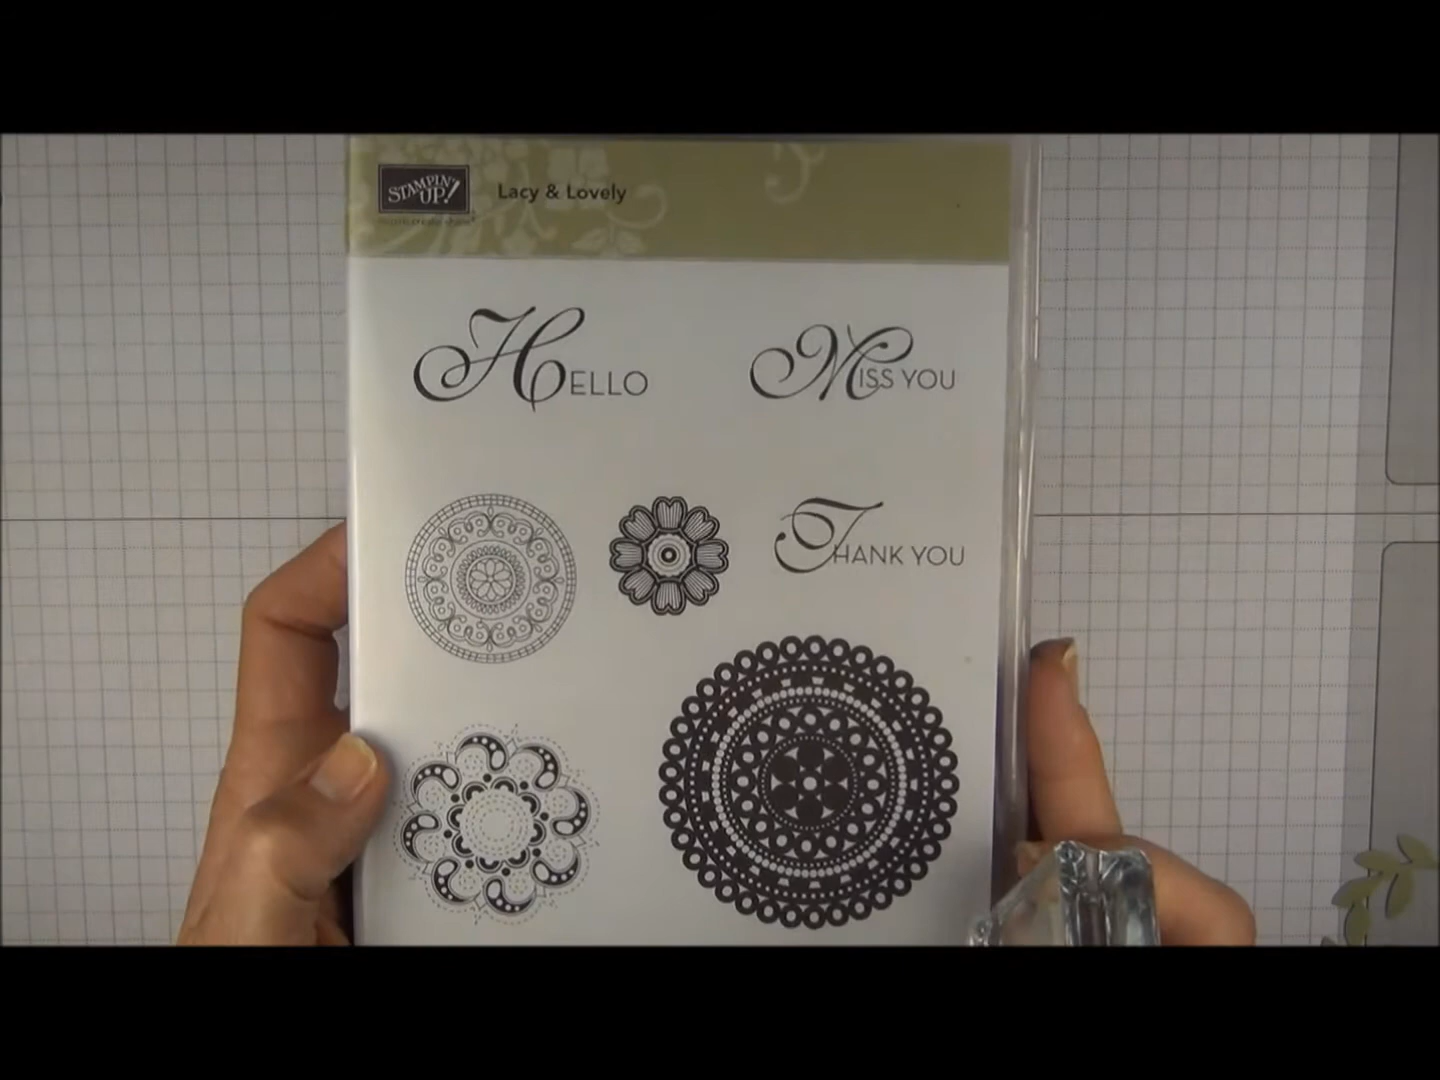 STAMPIN' UP!
Lacy & Lovely
HELLO
MISS YOU
THANK YOU